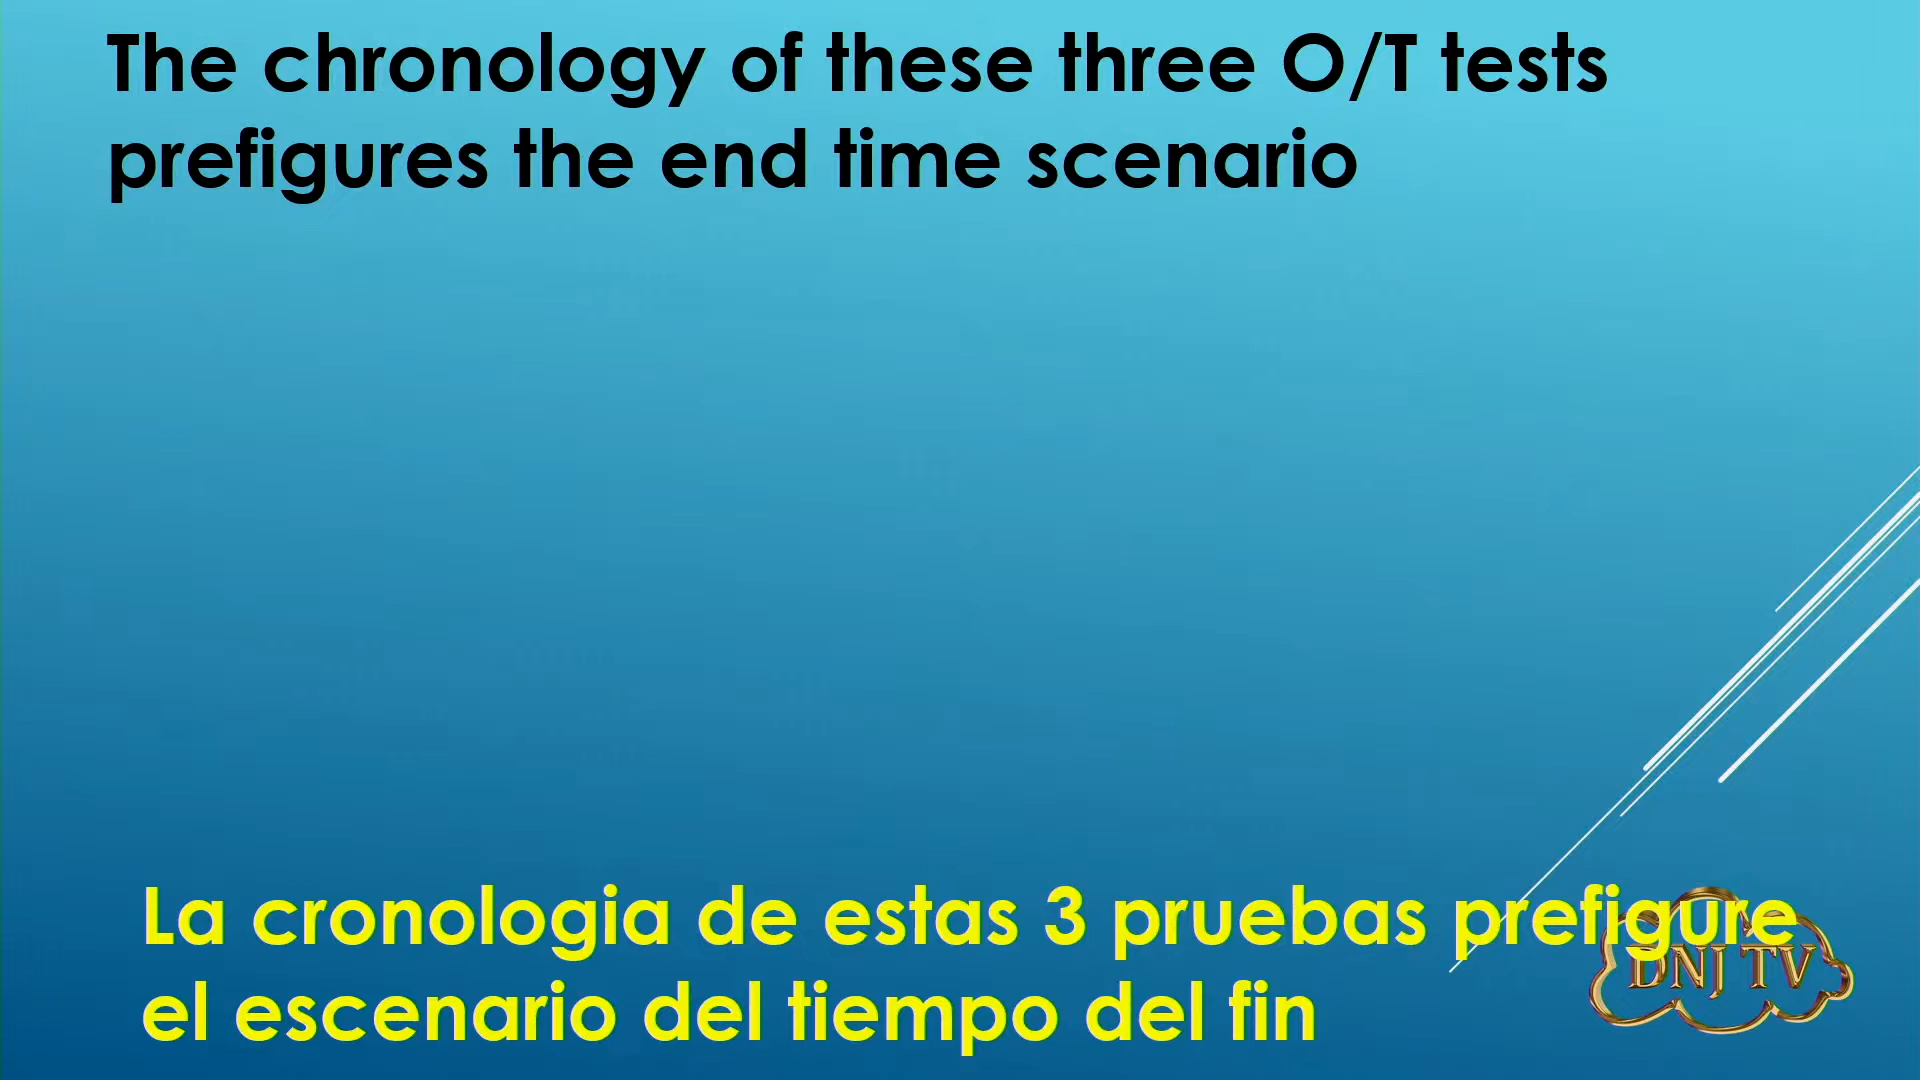 The chronology of these three O/T tests
prefigures the end time scenario
La cronologia de estas 3 pruebas prefigure
el escenario del tiempo del fin
DNJ TV